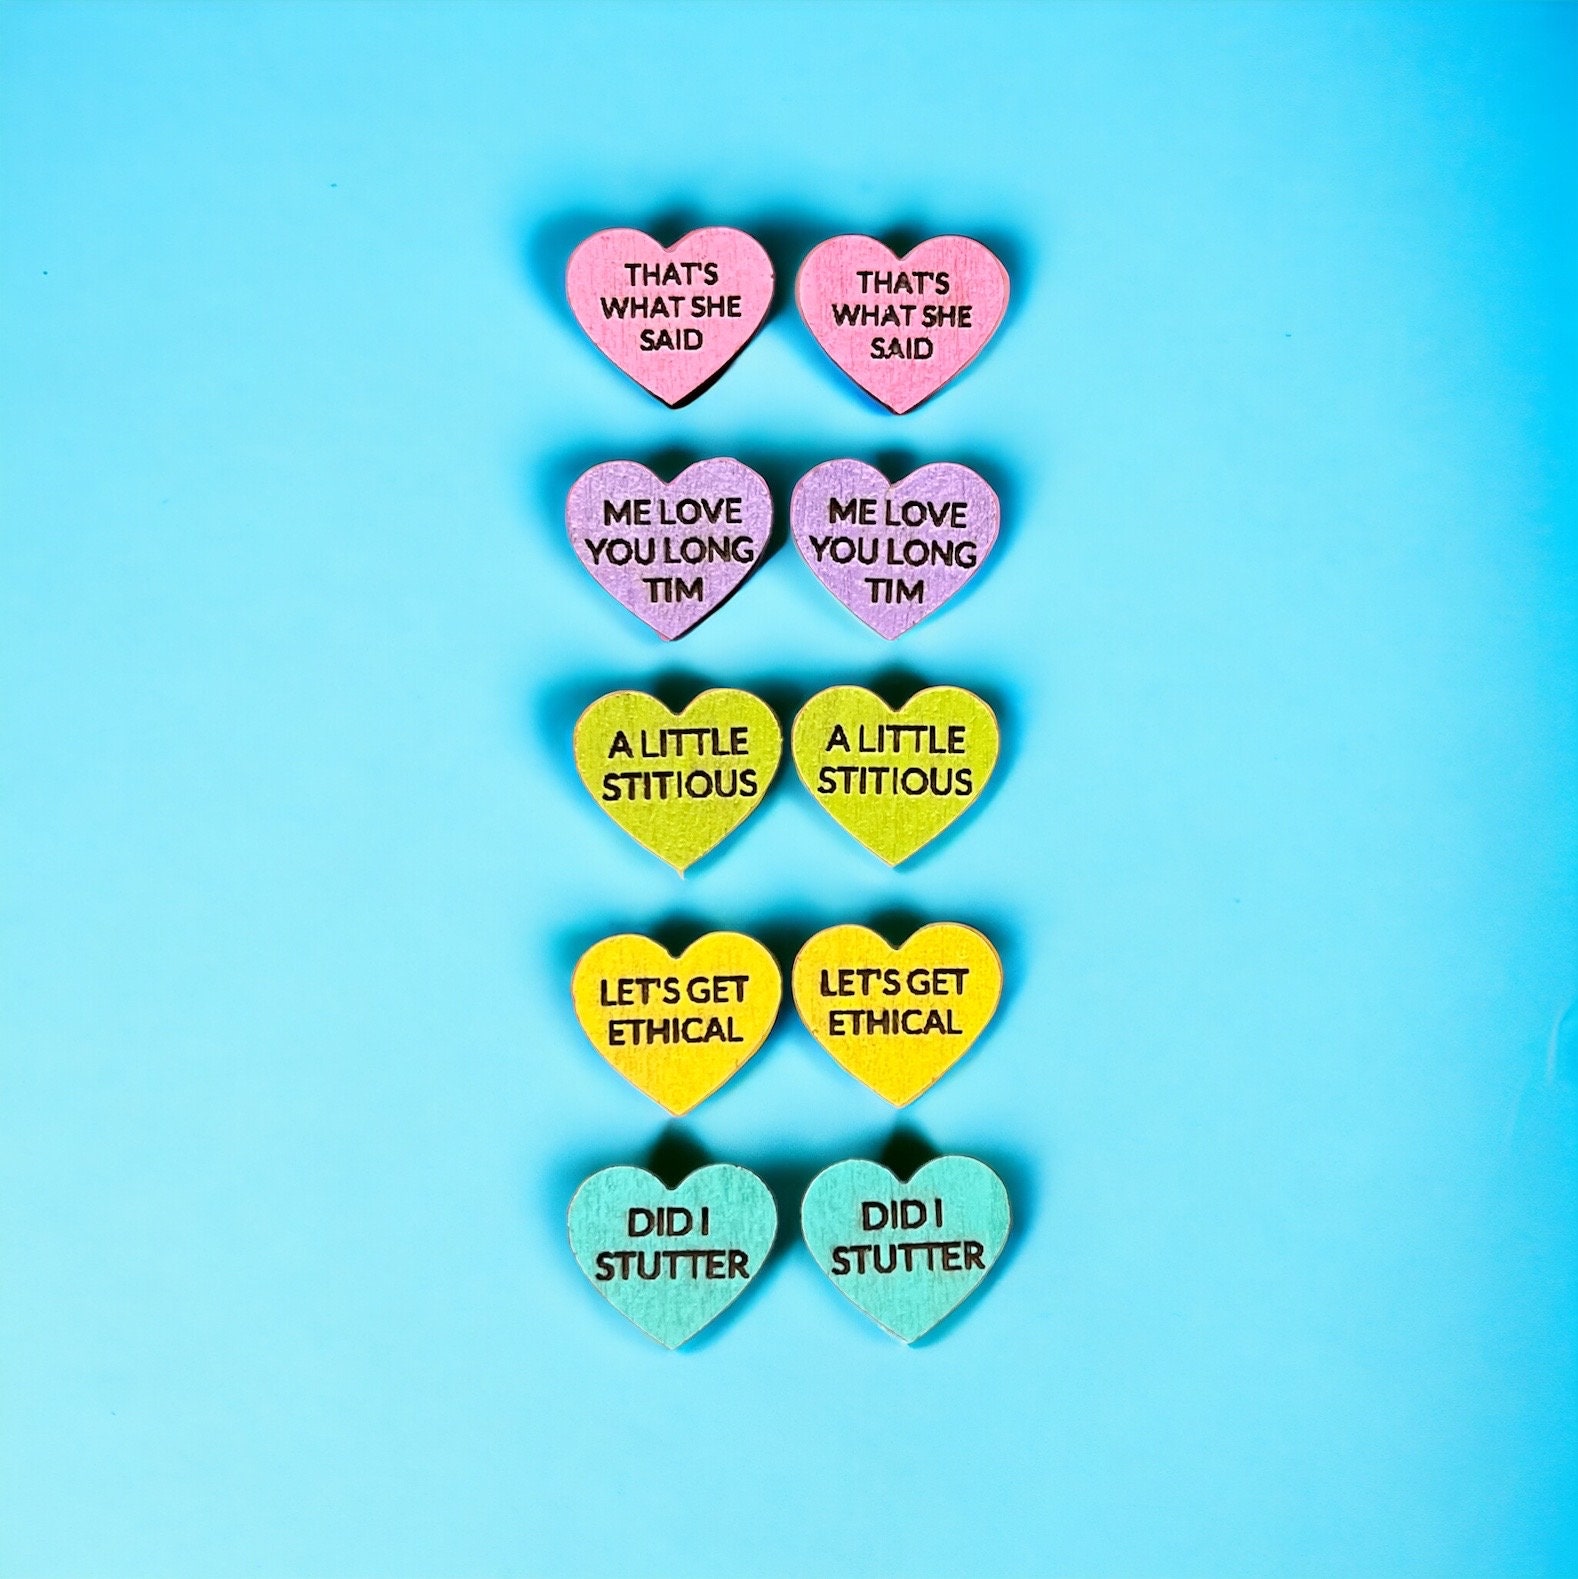 THAT'S
WHAT SHE
SAID
THAT'S
WHAT SHE
SAID
ME LOVE
YOU LONG
TIM
ME LOVE
YOU LONG
TIM
A LITTLE
STITIOUS
A LITTLE
STITIOUS
LET'S GET
ETHICAL
LET'S GET
ETHICAL
DID I
STUTTER
DID I
STUTTER